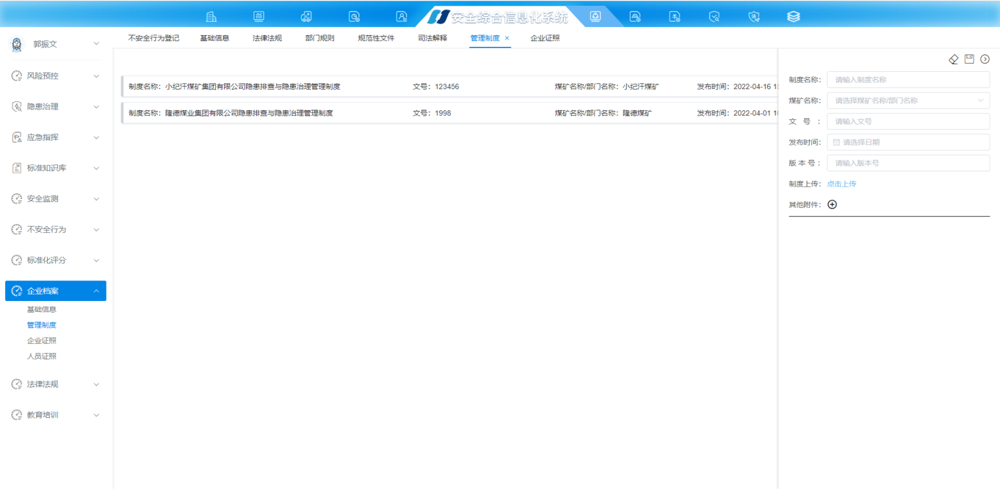 安全综合信息化系统
郭振文
不安全行为登记 基础信息 法律法规 部门规则 规范性文件 司法解释 管理制度 × 企业证照
风险预控
隐患治理
应急指挥
标准知识库
安全监测
不安全行为
标准化评分
企业档案
基础信息
管理制度
企业证照
人员证照
法律法规
教育培训
制度名称：小纪汗煤矿集团有限公司隐患排查与隐患治理管理制度 文号：123456 煤矿名称/部门名称：小纪汗煤矿 发布时间：2022-04-16
制度名称：隆德煤业集团有限公司隐患排查与隐患治理管理制度 文号：1998 煤矿名称/部门名称：隆德煤矿 发布时间：2022-04-01
制度名称： 请输入制度名称
煤矿名称： 请选择煤矿名称/部门名称
文 号 ： 请输入文号
发布时间： 请选择日期
版 本 号： 请输入版本号
制度上传： 点击上传
其他附件：